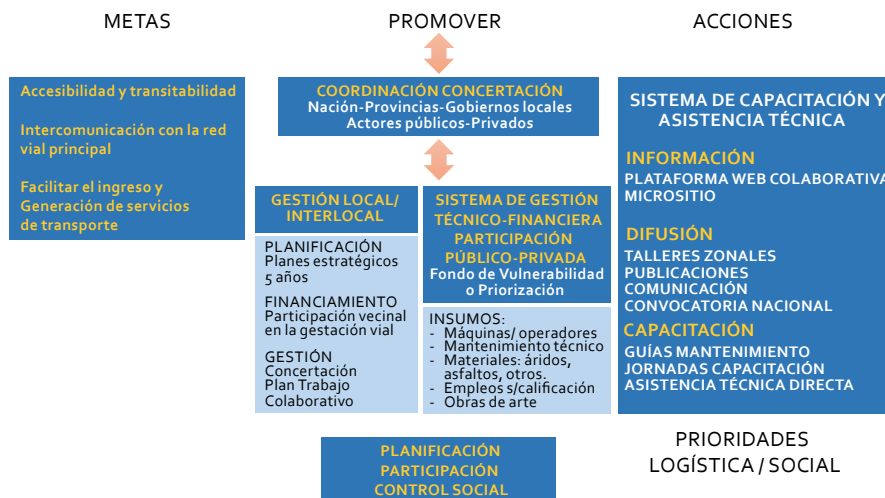 METAS
Accesibilidad y transitabilidad
Intercomunicación con la red
vial principal
Facilitar el ingreso y
Generación de servicios
de transporte
PROMOVER
COORDINACIÓN CONCERTACIÓN
Nación-Provincias-Gobiernos locales
Actores públicos-Privados
GESTIÓN LOCAL/
INTERLOCAL
PLANIFICACIÓN
Planes estratégicos
5 años
FINANCIAMIENTO
Participación vecinal
en la gestación vial
GESTIÓN
Concertación
Plan Trabajo
Colaborativo
SISTEMA DE GESTIÓN
TÉCNICO-FINANCIERA
PARTICIPACIÓN
PÚBLICO-PRIVADA
Fondo de Vulnerabilidad
o Priorización
INSUMOS:
- Máquinas/ operadores
- Mantenimiento técnico
- Materiales: áridos,
asfaltos, otros.
- Empleos s/calificación
- Obras de arte
PLANIFICACIÓN
PARTICIPACIÓN
CONTROL SOCIAL
ACCIONES
SISTEMA DE CAPACITACIÓN Y
ASISTENCIA TÉCNICA
INFORMACIÓN
PLATAFORMA WEB COLABORATIVA
MICROSITIO
DIFUSIÓN
TALLERES ZONALES
PUBLICACIONES
COMUNICACIÓN
CONVOCATORIA NACIONAL
CAPACITACIÓN
GUÍAS MANTENIMIENTO
JORNADAS CAPACITACIÓN
ASISTENCIA TÉCNICA DIRECTA
PRIORIDADES
LOGÍSTICA / SOCIAL